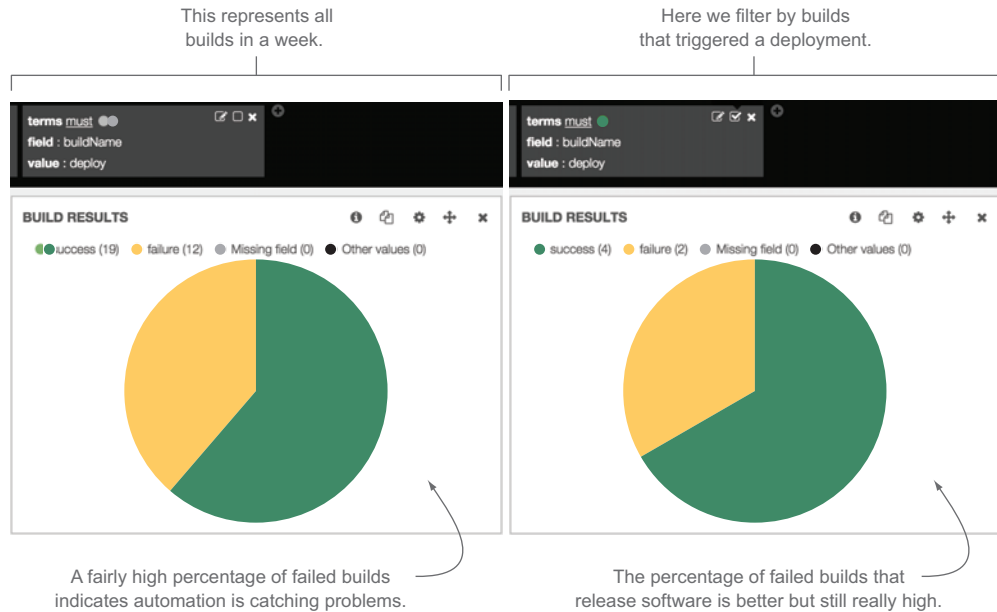 This represents all
builds in a week.
Here we filter by builds
that triggered a deployment.
terms must
field : buildName
value : deploy
terms must
field : buildName
value : deploy
BUILD RESULTS
success (19) failure (12) Missing field (0) Other values (0)
BUILD RESULTS
success (4) failure (2) Missing field (0) Other values (0)
A fairly high percentage of failed builds
indicates automation is catching problems.
The percentage of failed builds that
release software is better but still really high.